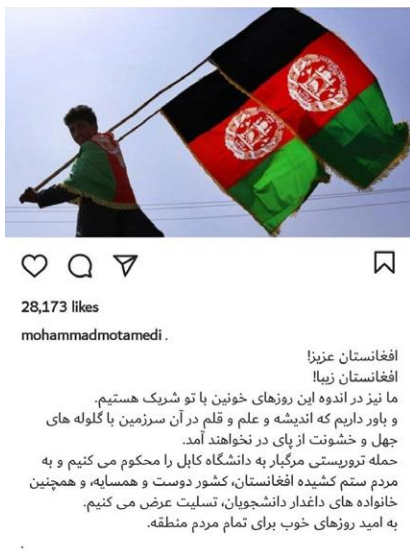 28,173 likes
mohammadmotamedi .
افغانستان عزیز!
افغانستان زیبا!
ما نیز در اندوه این روزهای خونین با تو شریک هستیم.
و باور داریم که اندیشه و علم و قلم در آن سرزمین با گلوله های
جهل و خشونت از پای در نخواهند آمد.
حمله تروریستی مرگبار به دانشگاه کابل را محکوم می کنیم و به
مردم ستم کشیده افغانستان، کشور دوست و همسایه، و همچنین
خانواده های داغدار دانشجویان، تسلیت عرض می کنیم.
به امید روزهای خوب برای تمام مردم منطقه.
.